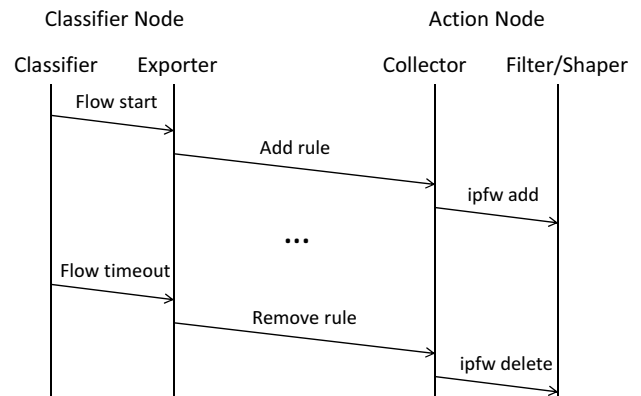 Classifier Node
Action Node
Classifier
Exporter
Collector
Filter/Shaper
Flow start
Add rule
ipfw add
...
Flow timeout
Remove rule
ipfw delete